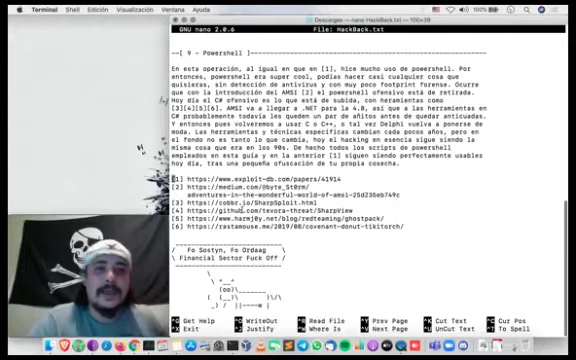 Shell Edición Visualización Ventana Ayuda
100%
Descargas — nano HackBack.txt — 100×39
GNU nano 2.0.6 File: HackBack.txt
--[ 9 - Powershell ]----------------------------------------------------------
En esta operación, al igual en que en [1], hice mucho uso de powershell. Por
entonces, powershell era super cool, podías hacer casi cualquier cosa que
quisieras, sin detección de antivirus y con muy poco footprint forense. Ocurre
que con la introducción del AMSI [2] el powershell ofensivo está de retirada.
Hoy día el C# ofensivo es lo que está de subida, con herramientas como
[3][4][5][6]. AMSI va a llegar a .NET para la 4.8, así que a las herramientas en
C# probablemente todavía les queden un par de añitos antes de quedar anticuadas.
Y entonces pues volveremos a usar C o C++, o tal vez Delphi vuelva a ponerse de
moda. Las herramientas y técnicas específicas cambian cada pocos años, pero en
el fondo no es tanto lo que cambia, hoy el hacking en esencia sigue siendo la
misma cosa que era en los 90s. De hecho todos los scripts de powershell
empleados en esta guía y en la anterior [1] siguen siendo perfectamente usables
hoy día, tras una pequeña ofuscación de tu propia cosecha.
[1] https://www.exploit-db.com/papers/41914
[2] https://medium.com/@byte_St0rm/
adventures-in-the-wonderful-world-of-amsi-25d235eb749c
[3] https://cobbr.io/SharpSploit.html
[4] https://github.com/tevora-threat/SharpView
[5] https://www.harmj0y.net/blog/redteaming/ghostpack/
[6] https://rastamouse.me/2019/08/covenant-donut-tikitorch/
/ Fo Sostyn, Fo Ordaag \
\ Financial Sector Fuck Off /
^G Get Help ^O WriteOut ^R Read File ^Y Prev Page ^K Cut Text ^C Cur Pos
^X Exit ^J Justify ^W Where Is ^V Next Page ^U UnCut Text ^T To Spell